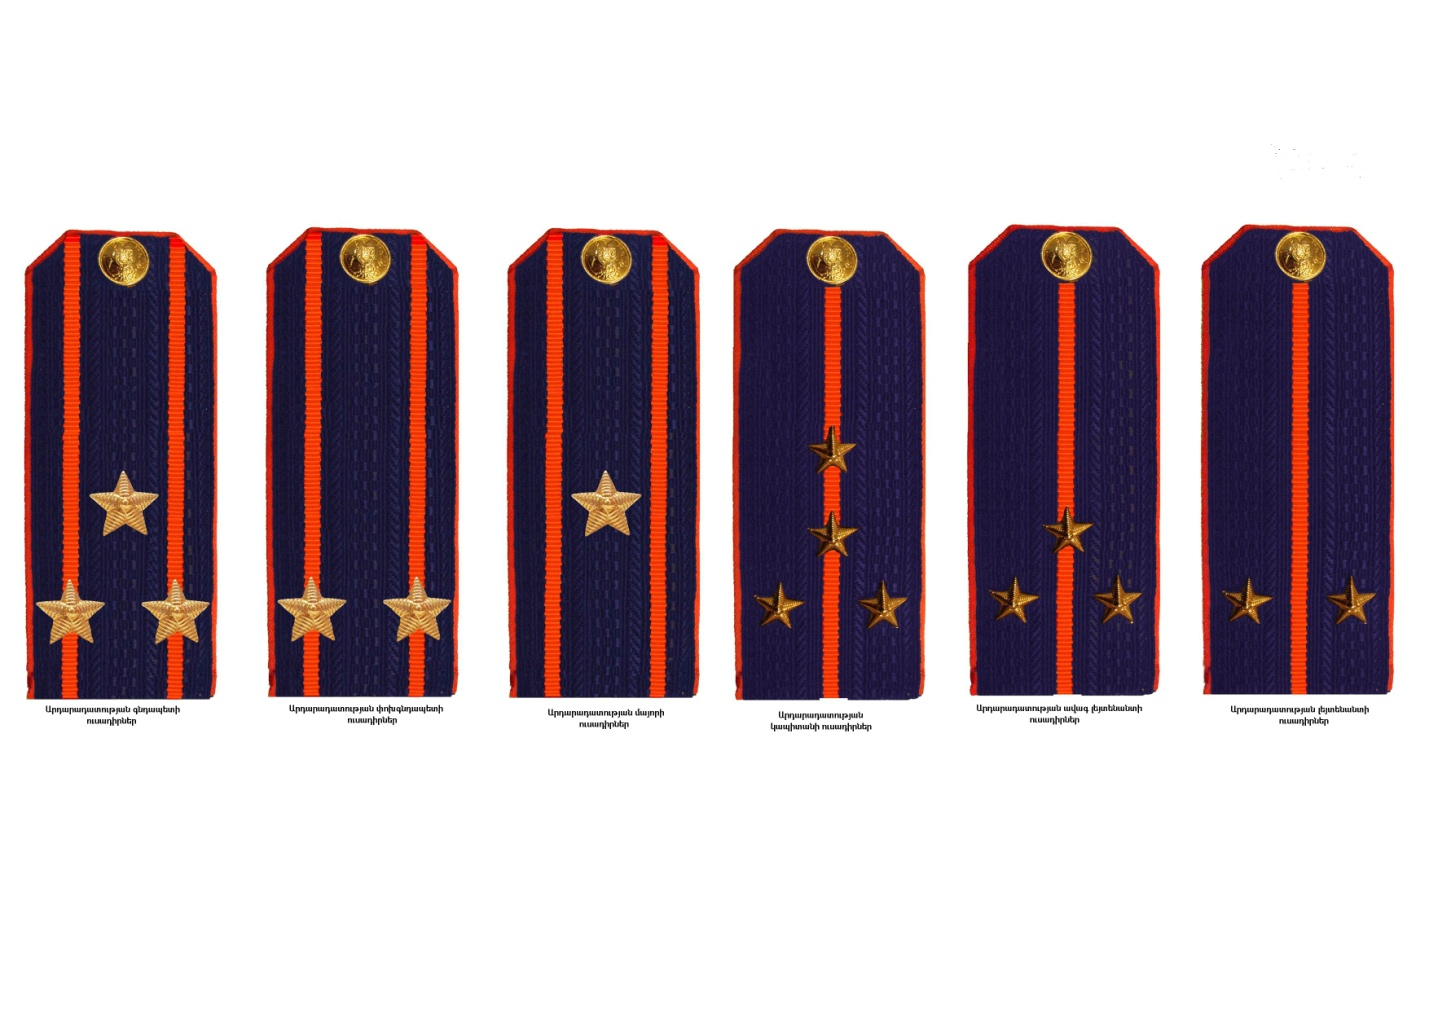 Արդարադատության գնդապետի
ուսադիրներ
Արդարադատության փոխգնդապետի
ուսադիրներ
Արդարադատության մայորի
ուսադիրներ
Արդարադատության
կապիտանի ուսադիրներ
Արդարադատության ավագ լեյտենանտի
ուսադիրներ
Արդարադատության լեյտենանտի
ուսադիրներ